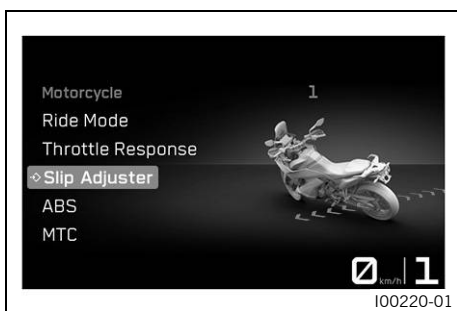 Motorcycle
1
Ride Mode
Throttle Response
Slip Adjuster
ABS
MTC
0 km/h 1
I00220-01